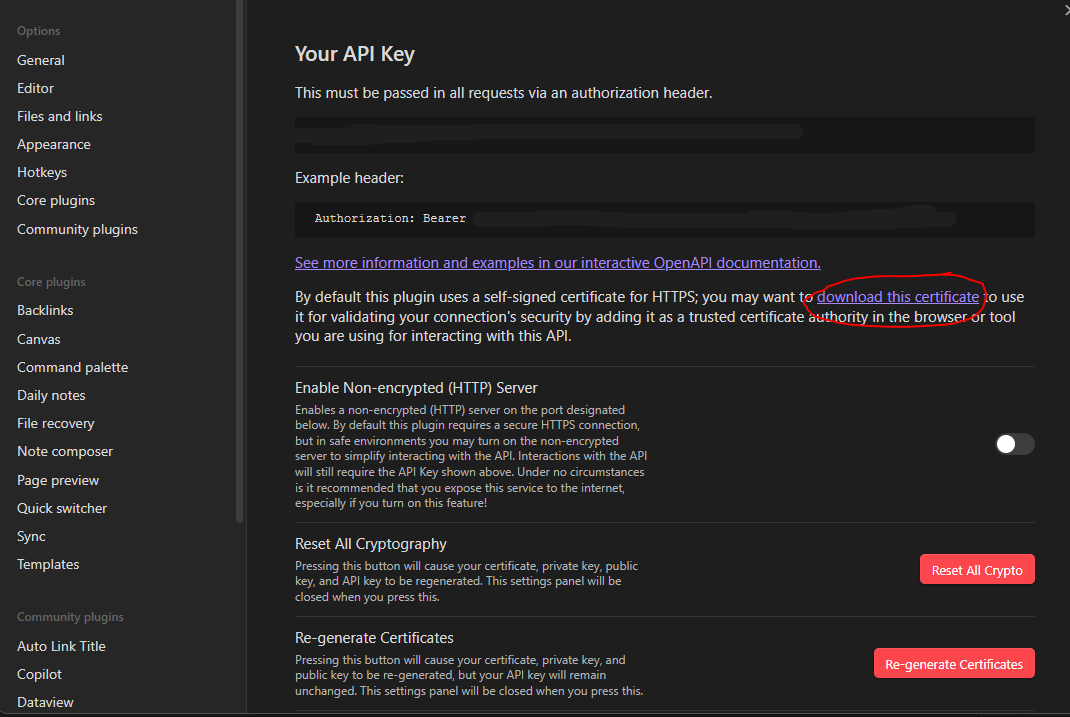 Options
General
Editor
Files and links
Appearance
Hotkeys
Core plugins
Community plugins
Core plugins
Backlinks
Canvas
Command palette
Daily notes
File recovery
Note composer
Page preview
Quick switcher
Sync
Templates
Community plugins
Auto Link Title
Copilot
Dataview
Your API Key
This must be passed in all requests via an authorization header.
Example header:
Authorization: Bearer
See more information and examples in our interactive OpenAPI documentation.
By default this plugin uses a self-signed certificate for HTTPS; you may want to download this certificate to use
it for validating your connection's security by adding it as a trusted certificate authority in the browser or tool
you are using for interacting with this API.
Enable Non-encrypted (HTTP) Server
Enables a non-encrypted (HTTP) server on the port designated
below. By default this plugin requires a secure HTTPS connection,
but in safe environments you may turn on the non-encrypted
server to simplify interacting with the API. Interactions with the API
will still require the API Key shown above. Under no circumstances
is it recommended that you expose this service to the internet,
especially if you turn on this feature!
Reset All Cryptography
Pressing this button will cause your certificate, private key, public
key, and API key to be regenerated. This settings panel will be
closed when you press this.
Reset All Crypto
Re-generate Certificates
Pressing this button will cause your certificate, private key, and
public key to be re-generated, but your API key will remain
unchanged. This settings panel will be closed when you press this.
Re-generate Certificates